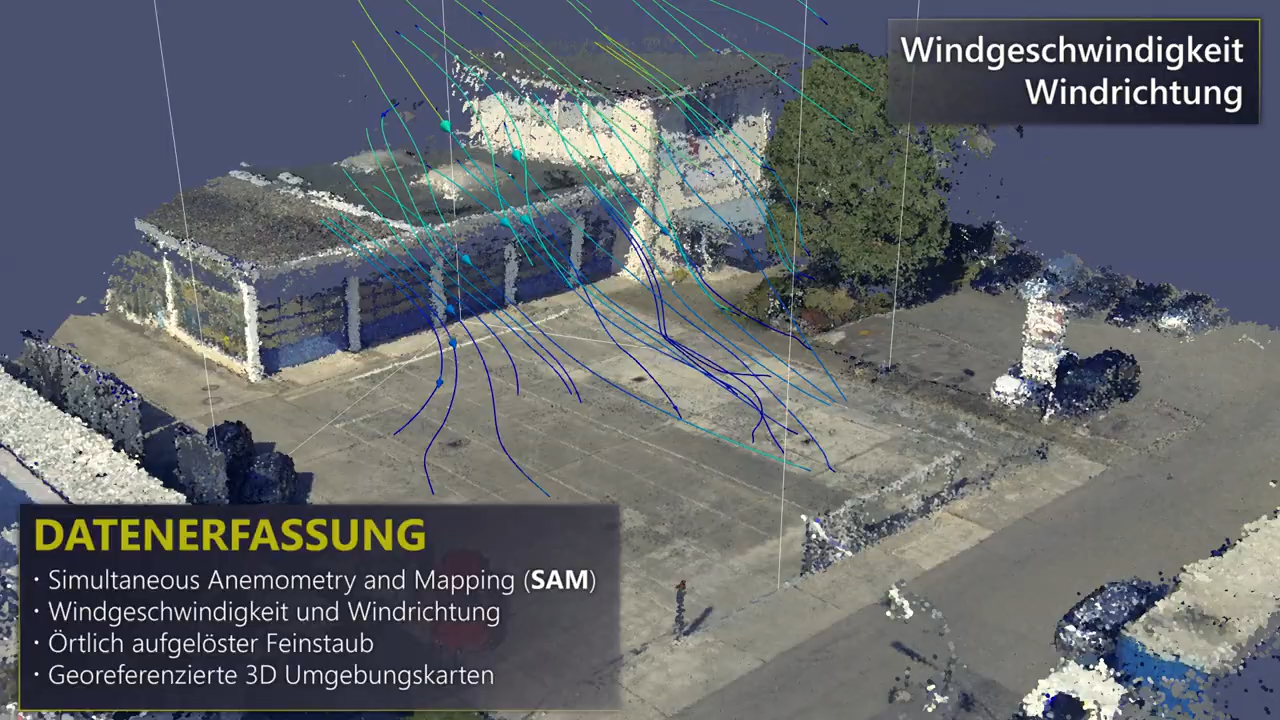 Windgeschwindigkeit
Windrichtung
DATENERFASSUNG
· Simultaneous Anemometry and Mapping (SAM)
· Windgeschwindigkeit und Windrichtung
· Örtlich aufgelöster Feinstaub
· Georeferenzierte 3D Umgebungskarten